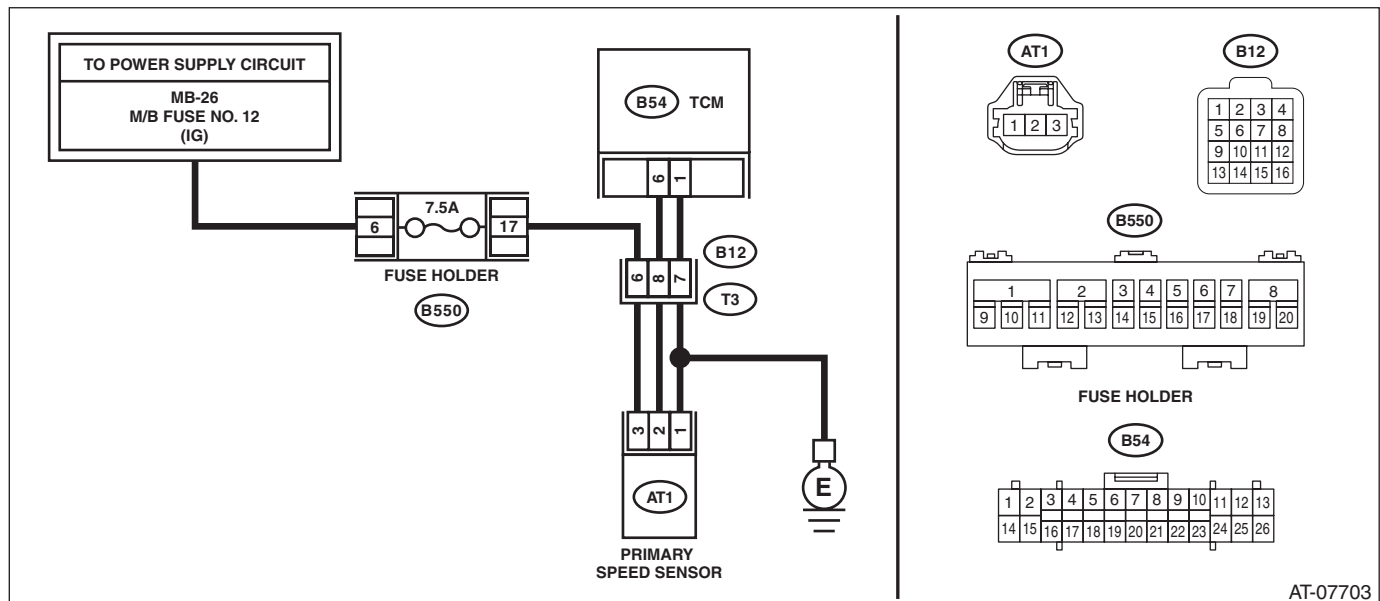 TO POWER SUPPLY CIRCUIT
MB-26
M/B FUSE NO. 12
(IG)
B54 TCM
6 1
7.5A
6 17
FUSE HOLDER
B550
B12
6 8 7
T3
3 2 1
AT1
PRIMARY
SPEED SENSOR
E
AT1
1 2 3
B12
1 2 3 4
5 6 7 8
9 10 11 12
13 14 15 16
B550
1 2 3 4 5 6 7 8
9 10 11 12 13 14 15 16 17 18 19 20
FUSE HOLDER
B54
1 2 3 4 5 6 7 8 9 10 11 12 13
14 15 16 17 18 19 20 21 22 23 24 25 26
AT-07703